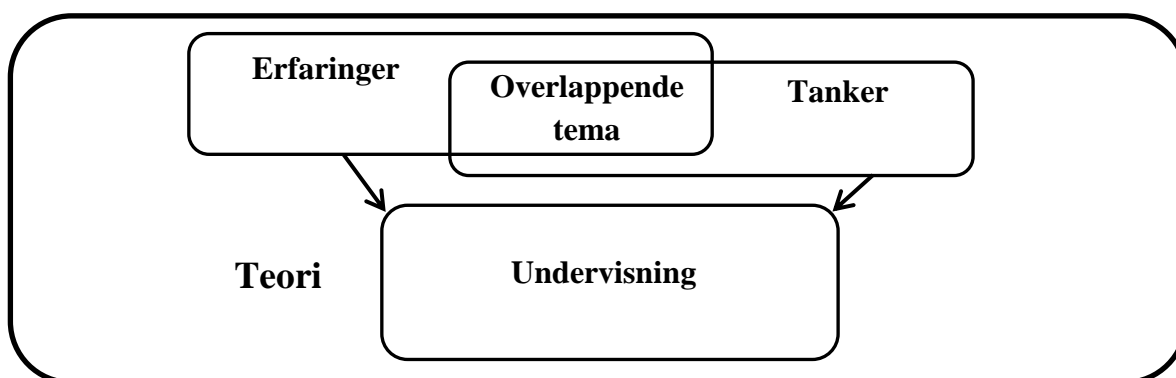 Erfaringer
Overlappende
tema
Tanker
Teori
Undervisning